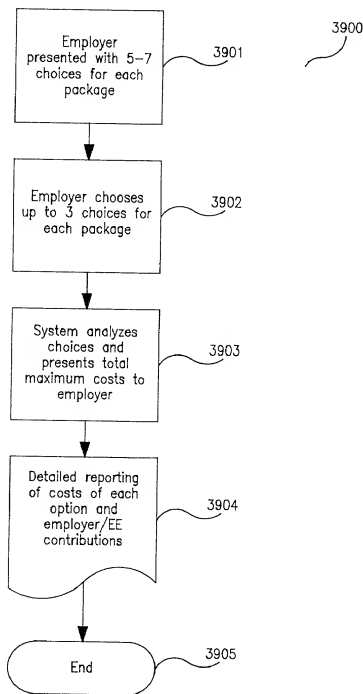 Employer
presented with 5-7
choices for each
package
3901
3900
Employer chooses
up to 3 choices for
each package
3902
System analyzes
choices and
presents total
maximum costs to
employer
3903
Detailed reporting
of costs of each
option and
employer/EE
contributions
3904
End
3905